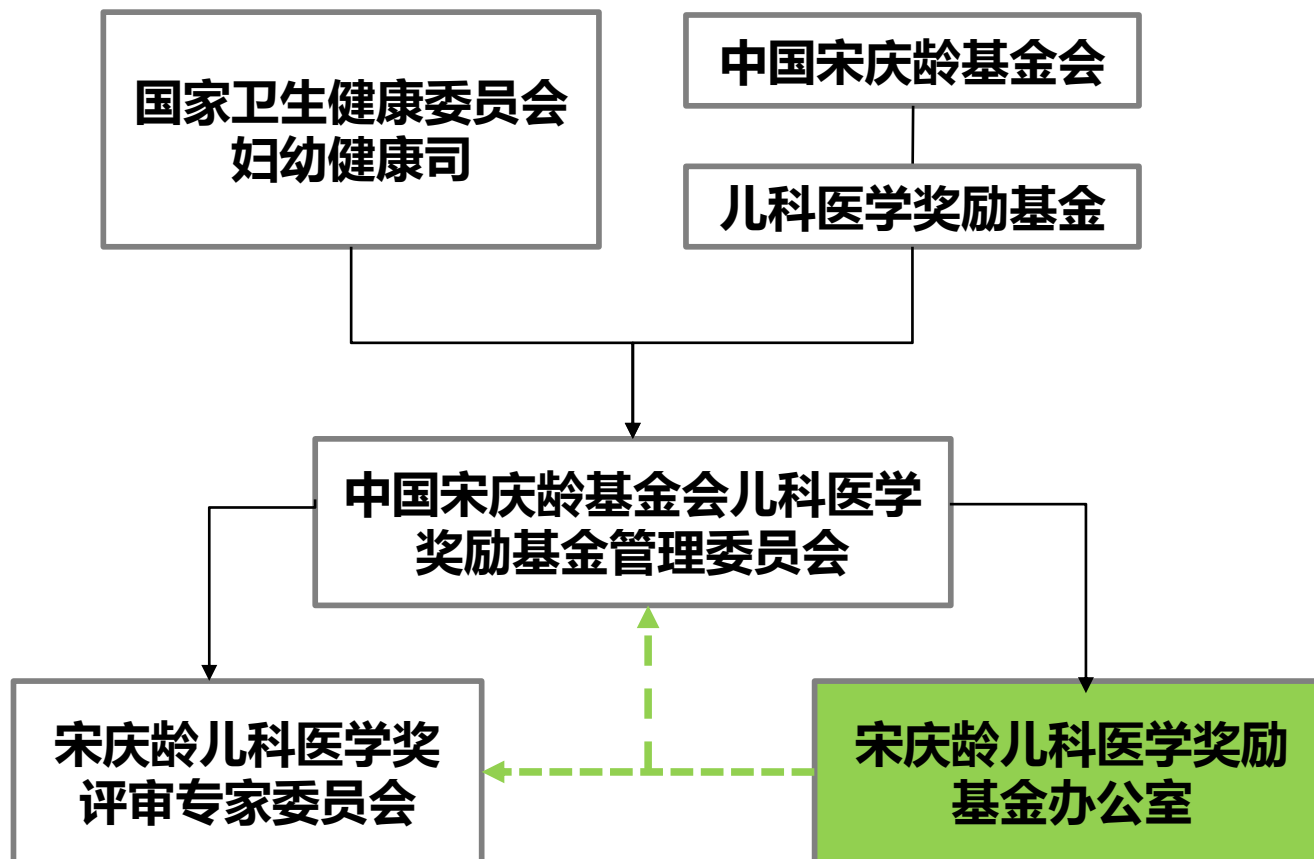 国家卫生健康委员会
妇幼健康司
中国宋庆龄基金会
儿科医学奖励基金
中国宋庆龄基金会儿科医学
奖励基金管理委员会
宋庆龄儿科医学奖
评审专家委员会
宋庆龄儿科医学奖励
基金办公室